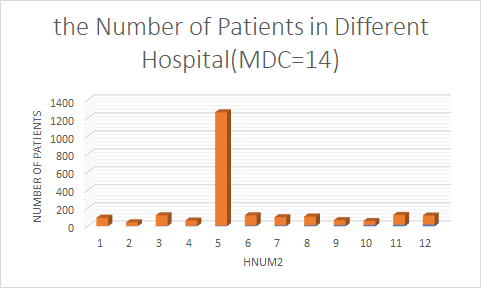 the Number of Patients in Different
Hospital(MDC=14)
1400
1200
1000
800
600
400
200
0
NUMBER OF PATIENTS
1 2 3 4 5 6 7 8 9 10 11 12
HNUM2